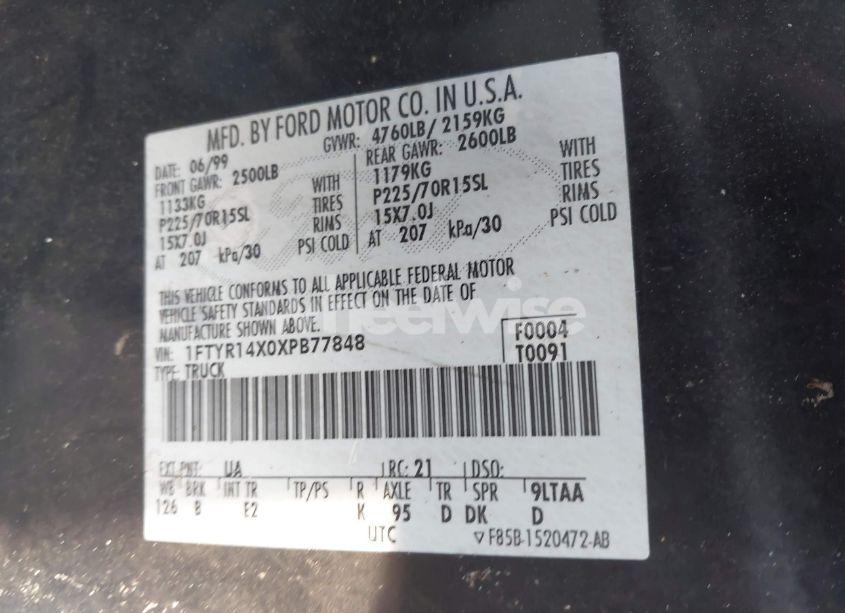 MFD. BY FORD MOTOR CO. IN U.S.A.
DATE: 06/99 GVWR: 4760LB/ 2159KG
FRONT GAWR: 2500LB REAR GAWR: 2600LB
1133KG WITH 1179KG WITH
P225/70R15SL TIRES P225/70R15SL TIRES
15X7.0J RIMS 15X7.0J RIMS
AT 207 kPa/30 PSI COLD AT 207 kPa/30 PSI COLD
THIS VEHICLE CONFORMS TO ALL APPLICABLE FEDERAL MOTOR
VEHICLE SAFETY STANDARDS IN EFFECT ON THE DATE OF
MANUFACTURE SHOWN ABOVE.
VIN: 1FTYR14X0XPB77848 F0004
TYPE: TRUCK T0091
EXT PNT: UA RC: 21 DSO:
WB BRK INT TR TP/PS R AXLE TR SPR 9LTAA
126 B E2 K 95 D DK D
UTC F85B-1520472-AB